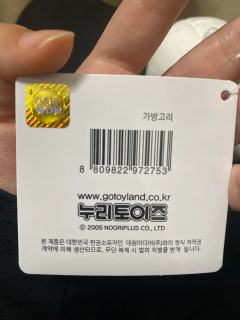 가방고리
8 809822 972753
www.gotoyland.co.kr
누리토이즈
© 2005 NOORIPLUS CO., LTD
본 제품은 대한민국 판권소유자인 대원미디어(주)와의 정식 저작권
계약에 의해 생산되었으므로, 무단 복제 시 법의 처벌을 받게 됩니다.